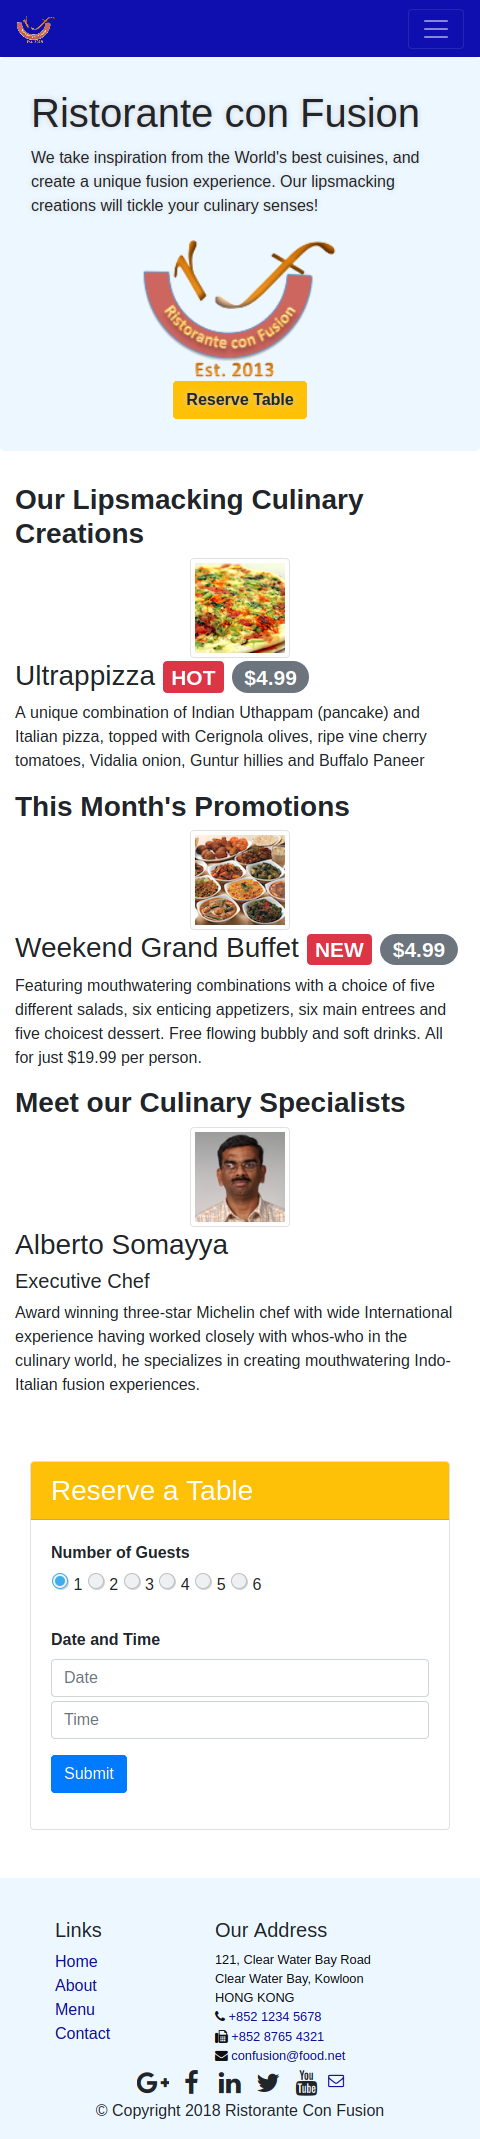 Ristorante con Fusion
We take inspiration from the World's best cuisines, and
create a unique fusion experience. Our lipsmacking
creations will tickle your culinary senses!
Ristorante con Fusion
Est. 2013
Reserve Table
Our Lipsmacking Culinary
Creations
Ultrappizza HOT $4.99
A unique combination of Indian Uthappam (pancake) and
Italian pizza, topped with Cerignola olives, ripe vine cherry
tomatoes, Vidalia onion, Guntur hillies and Buffalo Paneer
This Month's Promotions
Weekend Grand Buffet NEW $4.99
Featuring mouthwatering combinations with a choice of five
different salads, six enticing appetizers, six main entrees and
five choicest dessert. Free flowing bubbly and soft drinks. All
for just $19.99 per person.
Meet our Culinary Specialists
Alberto Somayya
Executive Chef
Award winning three-star Michelin chef with wide International
experience having worked closely with whos-who in the
culinary world, he specializes in creating mouthwatering Indo-
Italian fusion experiences.
Reserve a Table
Number of Guests
1 2 3 4 5 6
Date and Time
Date
Time
Submit
Links
Home
About
Menu
Contact
Our Address
121, Clear Water Bay Road
Clear Water Bay, Kowloon
HONG KONG
+852 1234 5678
+852 8765 4321
confusion@food.net
© Copyright 2018 Ristorante Con Fusion